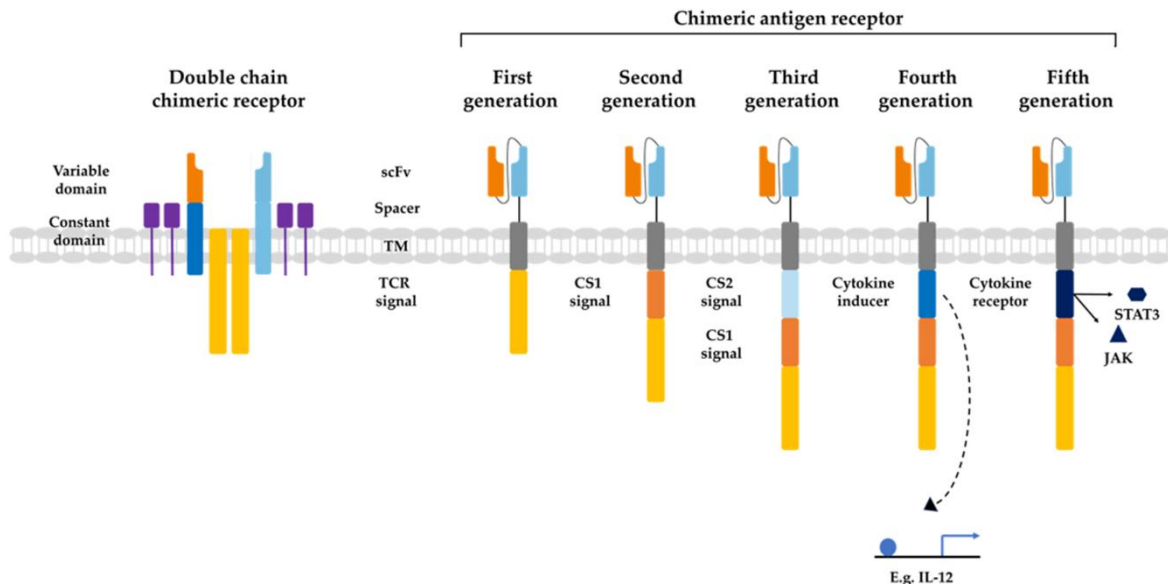 Chimeric antigen receptor
Double chain
chimeric receptor
First
generation
Second
generation
Third
generation
Fourth
generation
Fifth
generation
Variable
domain
Constant
domain
scFv
Spacer
TM
TCR
signal
CS1
signal
CS2
signal
CS1
signal
Cytokine
inducer
Cytokine
receptor
STAT3
JAK
E.g. IL-12